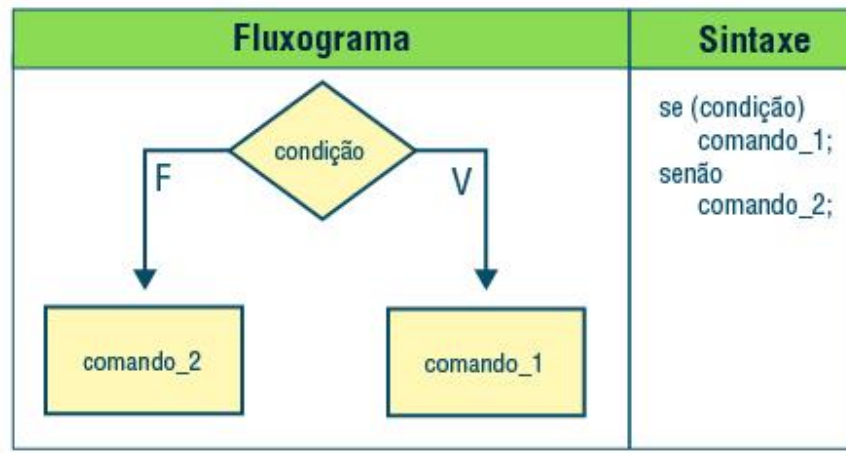 Fluxograma
Sintaxe
condição
F
V
comando_2
comando_1
se (condição)
comando_1;
senão
comando_2;